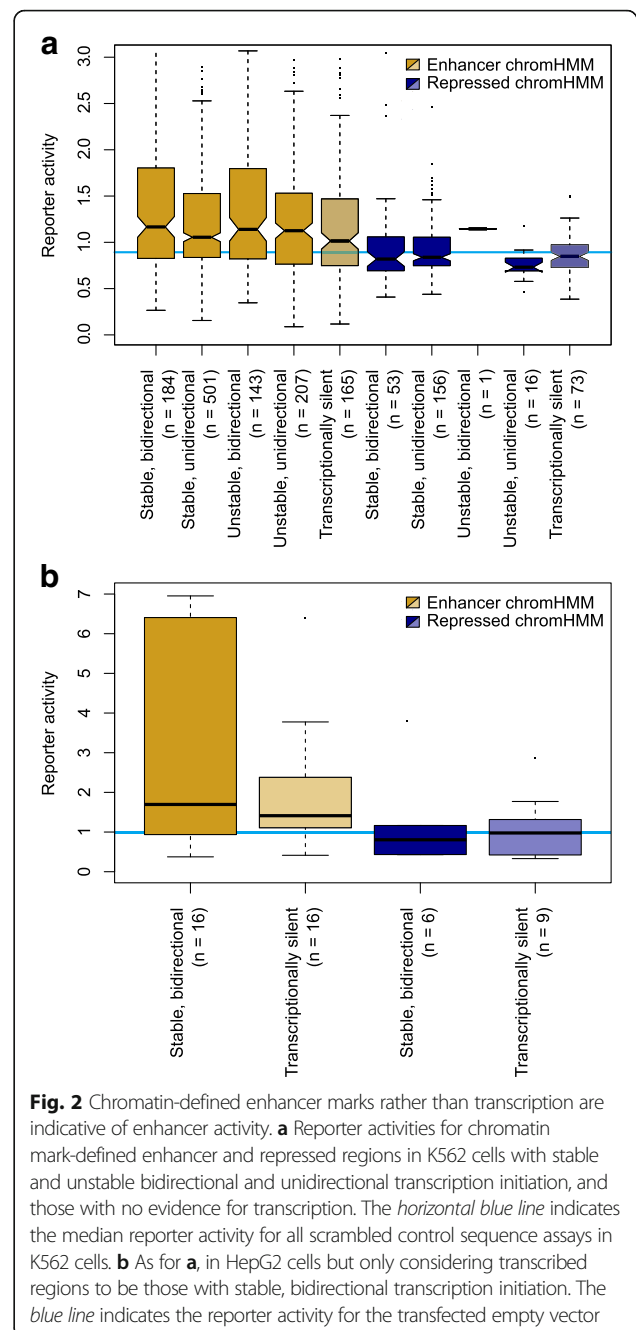 a
Enhancer chromHMM
Repressed chromHMM
Reporter activity
3.0
2.5
2.0
1.5
1.0
0.5
0.0
Stable, bidirectional
(n = 184)
Stable, unidirectional
(n = 501)
Unstable, bidirectional
(n = 143)
Unstable, unidirectional
(n = 207)
Transcriptionally silent
(n = 165)
Stable, bidirectional
(n = 53)
Stable, unidirectional
(n = 156)
Unstable, bidirectional
(n = 1)
Unstable, unidirectional
(n = 16)
Transcriptionally silent
(n = 73)
b
Enhancer chromHMM
Repressed chromHMM
Reporter activity
7
6
5
4
3
2
1
0
Stable, bidirectional
(n = 16)
Transcriptionally silent
(n = 16)
Stable, bidirectional
(n = 6)
Transcriptionally silent
(n = 9)
Fig. 2 Chromatin-defined enhancer marks rather than transcription are
indicative of enhancer activity. a Reporter activities for chromatin
mark-defined enhancer and repressed regions in K562 cells with stable
and unstable bidirectional and unidirectional transcription initiation, and
those with no evidence for transcription. The horizontal blue line indicates
the median reporter activity for all scrambled control sequence assays in
K562 cells. b As for a, in HepG2 cells but only considering transcribed
regions to be those with stable, bidirectional transcription initiation. The
blue line indicates the reporter activity for the transfected empty vector